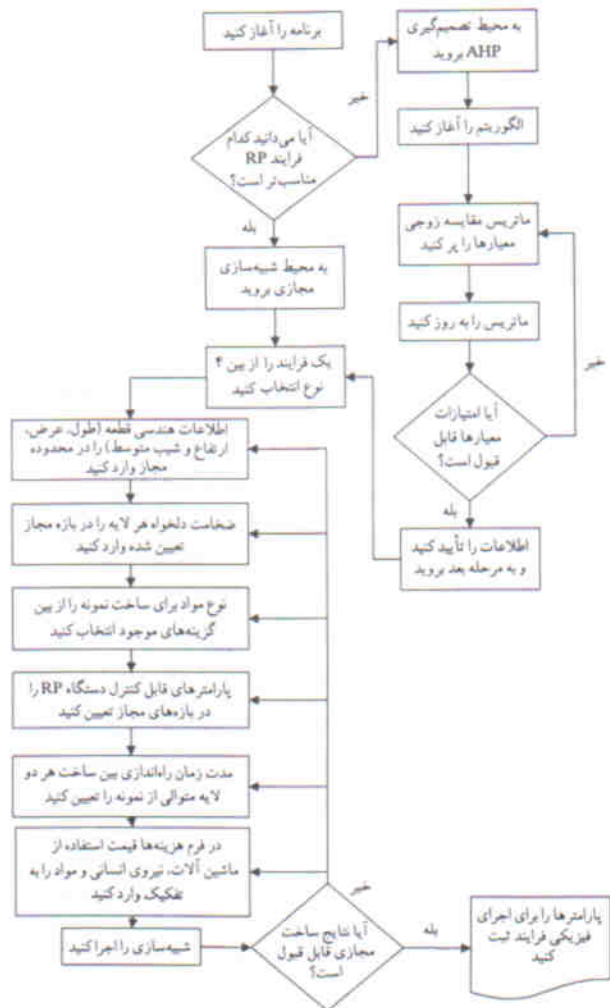 برنامه را آغاز کنید
آیا می‌دانید کدام
فرایند RP
مناسب‌تر است؟
خیر
بله
به محیط تصمیم‌گیری
AHP بروید
الگوریتم را آغاز کنید
ماتریس مقایسه زوجی
معیارها را پر کنید
ماتریس را به روز کنید
آیا امتیازات
معیارها قابل
قبول است؟
خیر
بله
اطلاعات را تأیید کنید
و به مرحله بعد بروید
به محیط شبیه‌سازی
مجازی بروید
یک فرایند را از بین ۴
نوع انتخاب کنید
اطلاعات هندسی قطعه (طول، عرض،
ارتفاع و شیب متوسط) را در محدوده
مجاز وارد کنید
ضخامت دلخواه هر لایه را در بازه مجاز
تعیین شده وارد کنید
نوع مواد برای ساخت نمونه را از بین
گزینه‌های موجود انتخاب کنید
پارامترهای قابل کنترل دستگاه RP را
در بازه‌های مجاز تعیین کنید
مدت زمان راه‌اندازی بین ساخت هر دو
لایه متوالی از نمونه را تعیین کنید
در فرم هزینه‌ها قیمت استفاده از
ماشین آلات، نیروی انسانی و مواد را به
تفکیک وارد کنید
شبیه‌سازی را اجرا کنید
آیا نتایج ساخت
مجازی قابل قبول
است؟
خیر
بله
پارامترها را برای اجرای
فیزیکی فرایند ثبت
کنید